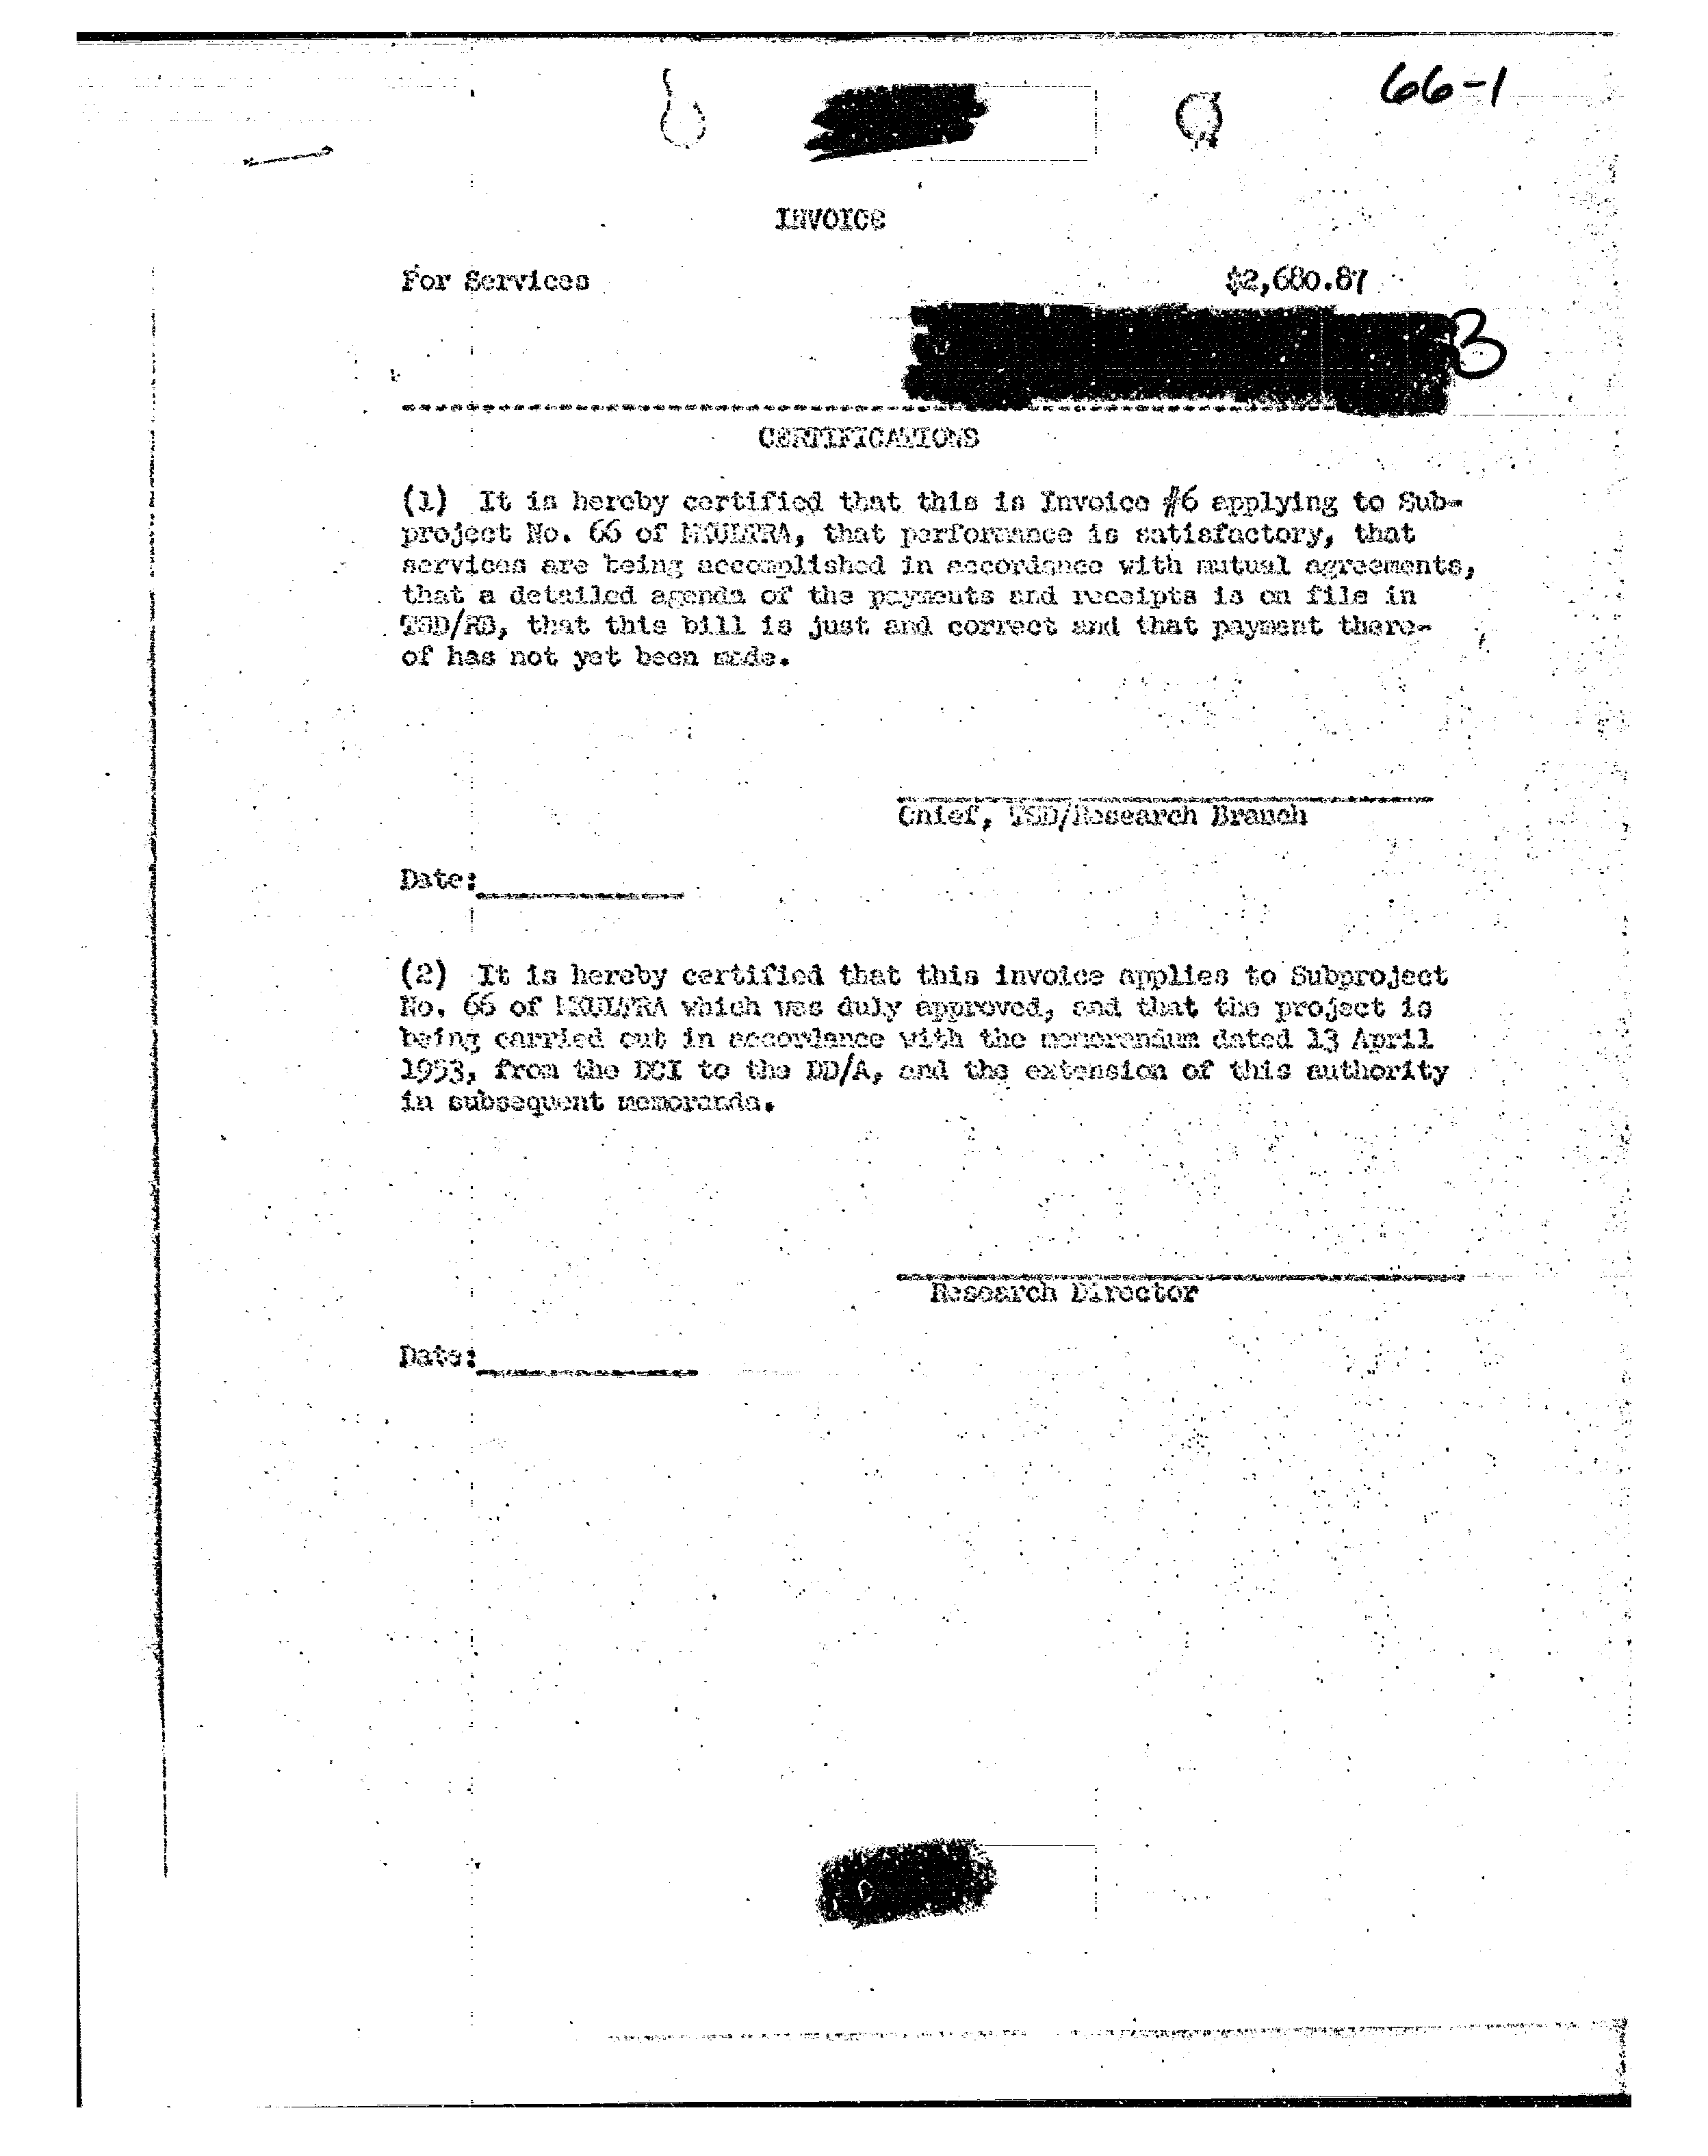 66-1
INVOICE
For Services $2,680.87
B
CERTIFICATIONS
(1) It is hereby certified that this is Invoice #6 applying to Sub-
project No. 66 of MKULTRA, that performance is satisfactory, that
services are being accomplished in accordance with mutual agreements,
that a detailed agenda of the payments and receipts is on file in
TSD/RB, that this bill is just and correct and that payment there-
of has not yet been made.
Chief, TSD/Research Branch
Date:
(2) It is hereby certified that this invoice applies to Subproject
No. 66 of MKULTRA which was duly approved, and that the project is
being carried out in accordance with the memorandum dated 13 April
1953, from the DCI to the DD/A, and the extension of this authority
in subsequent memoranda.
Research Director
Date: